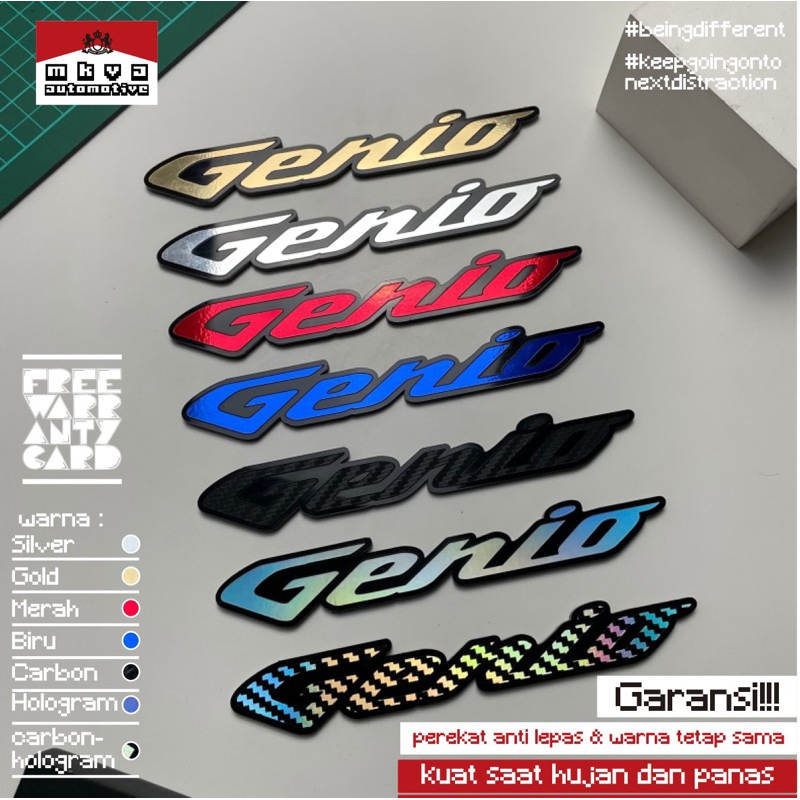 mkva
automotive
#beingdifferent
#keepgoingonto
nextdistraction
Genio
Genio
Genio
Genio
Genio
Genio
Genio
FREE
WARR
ANTY
CARD
warna :
Silver
Gold
Merah
Biru
Carbon
Hologram
carbon-
hologram
Garansi!!!
perekat anti lepas & warna tetap sama
kuat saat hujan dan panas